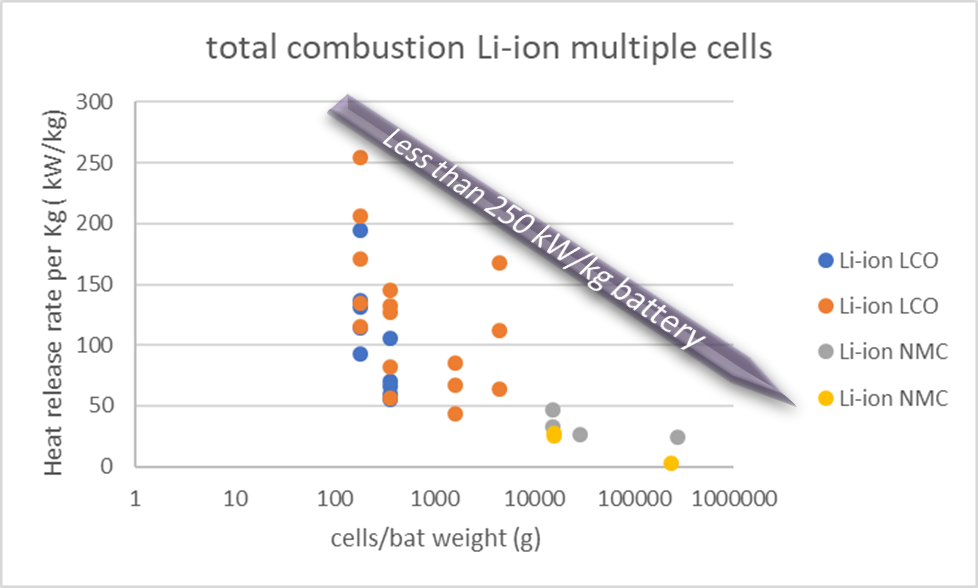 total combustion Li-ion multiple cells
300
250
200
150
100
50
0
Heat release rate per Kg ( kW/kg)
Less than 250 kW/kg battery
Li-ion LCO
Li-ion LCO
Li-ion NMC
Li-ion NMC
1 10 100 1000 10000 100000 1000000
cells/bat weight (g)